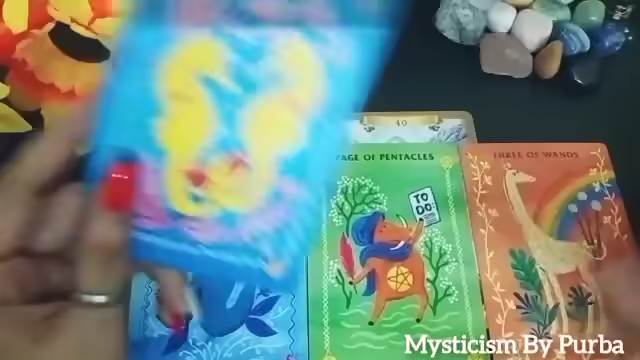 40
PAGE OF PENTACLES
THREE OF WANDS
TO
DO:
Mysticism By Purba